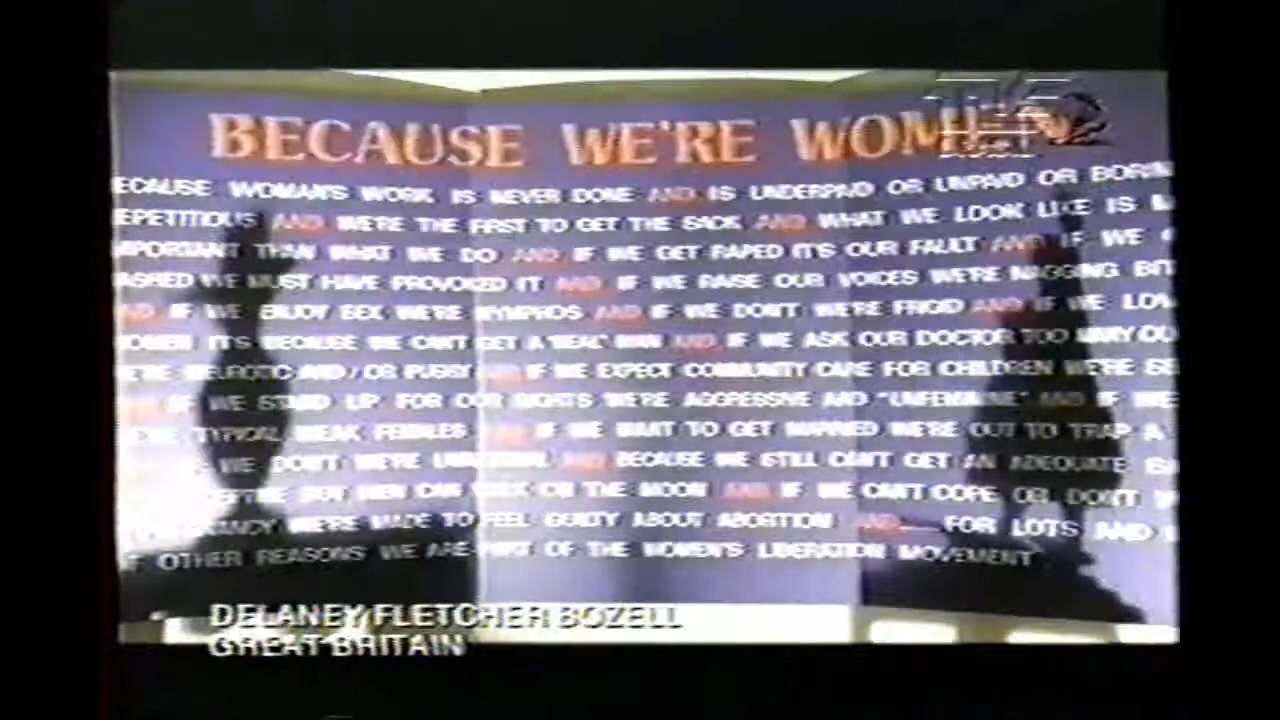 BECAUSE WE'RE WOMEN
ECAUSE WOMAN'S WORK IS NEVER DONE AND IS UNDERPAID OR UNPAID OR BORIN
EPETITIOUS AND WE'RE THE FIRST TO GET THE SACK AND WHAT WE LOOK LIKE IS
MPORTANT THAN WHAT WE DO AND IF WE GET RAPED IT'S OUR FAULT AND IF WE
ASHED WE MUST HAVE PROVOKED IT AND IF WE RAISE OUR VOICES WE'RE NAGGING BIT
AND IF WE ENJOY SEX WE'RE NYMPHOS AND IF WE DON'T WE'RE FRIGID AND IF WE LOV
OMEN IT'S BECAUSE WE CAN'T GET A 'REAL' MAN AND IF WE ASK OUR DOCTOR TOO MANY QU
E'RE NEUROTIC AND/OR PUSHY AND IF WE EXPECT COMMUNITY CARE FOR CHILDREN WE'RE SE
AND IF WE STAND UP FOR OUR RIGHTS WE'RE AGGRESSIVE AND "UNFEMININE" AND IF WE
WE'RE TYPICAL WEAK FEMALES AND IF WE WANT TO GET MARRIED WE'RE OUT TO TRAP A
WE DON'T WE'RE UNNATURAL AND BECAUSE WE STILL CAN'T GET AN ADEQUATE
BUT MEN CAN WALK ON THE MOON AND IF WE CAN'T COPE OR DON'T
WE'RE MADE TO FEEL GUILTY ABOUT ABORTION AND... FOR LOTS AND
F OTHER REASONS WE ARE PART OF THE WOMEN'S LIBERATION MOVEMENT
DELANEY FLETCHER BOZELL
GREAT BRITAIN